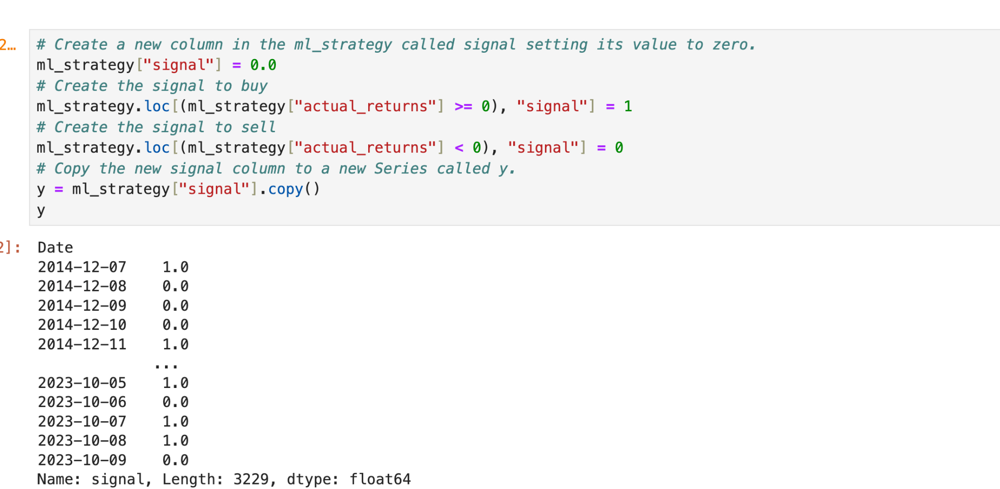 2… # Create a new column in the ml_strategy called signal setting its value to zero.
ml_strategy["signal"] = 0.0
# Create the signal to buy
ml_strategy.loc[(ml_strategy["actual_returns"] >= 0), "signal"] = 1
# Create the signal to sell
ml_strategy.loc[(ml_strategy["actual_returns"] < 0), "signal"] = 0
# Copy the new signal column to a new Series called y.
y = ml_strategy["signal"].copy()
y
2]: Date
2014-12-07    1.0
2014-12-08    0.0
2014-12-09    0.0
2014-12-10    0.0
2014-12-11    1.0
...
2023-10-05    1.0
2023-10-06    0.0
2023-10-07    1.0
2023-10-08    1.0
2023-10-09    0.0
Name: signal, Length: 3229, dtype: float64